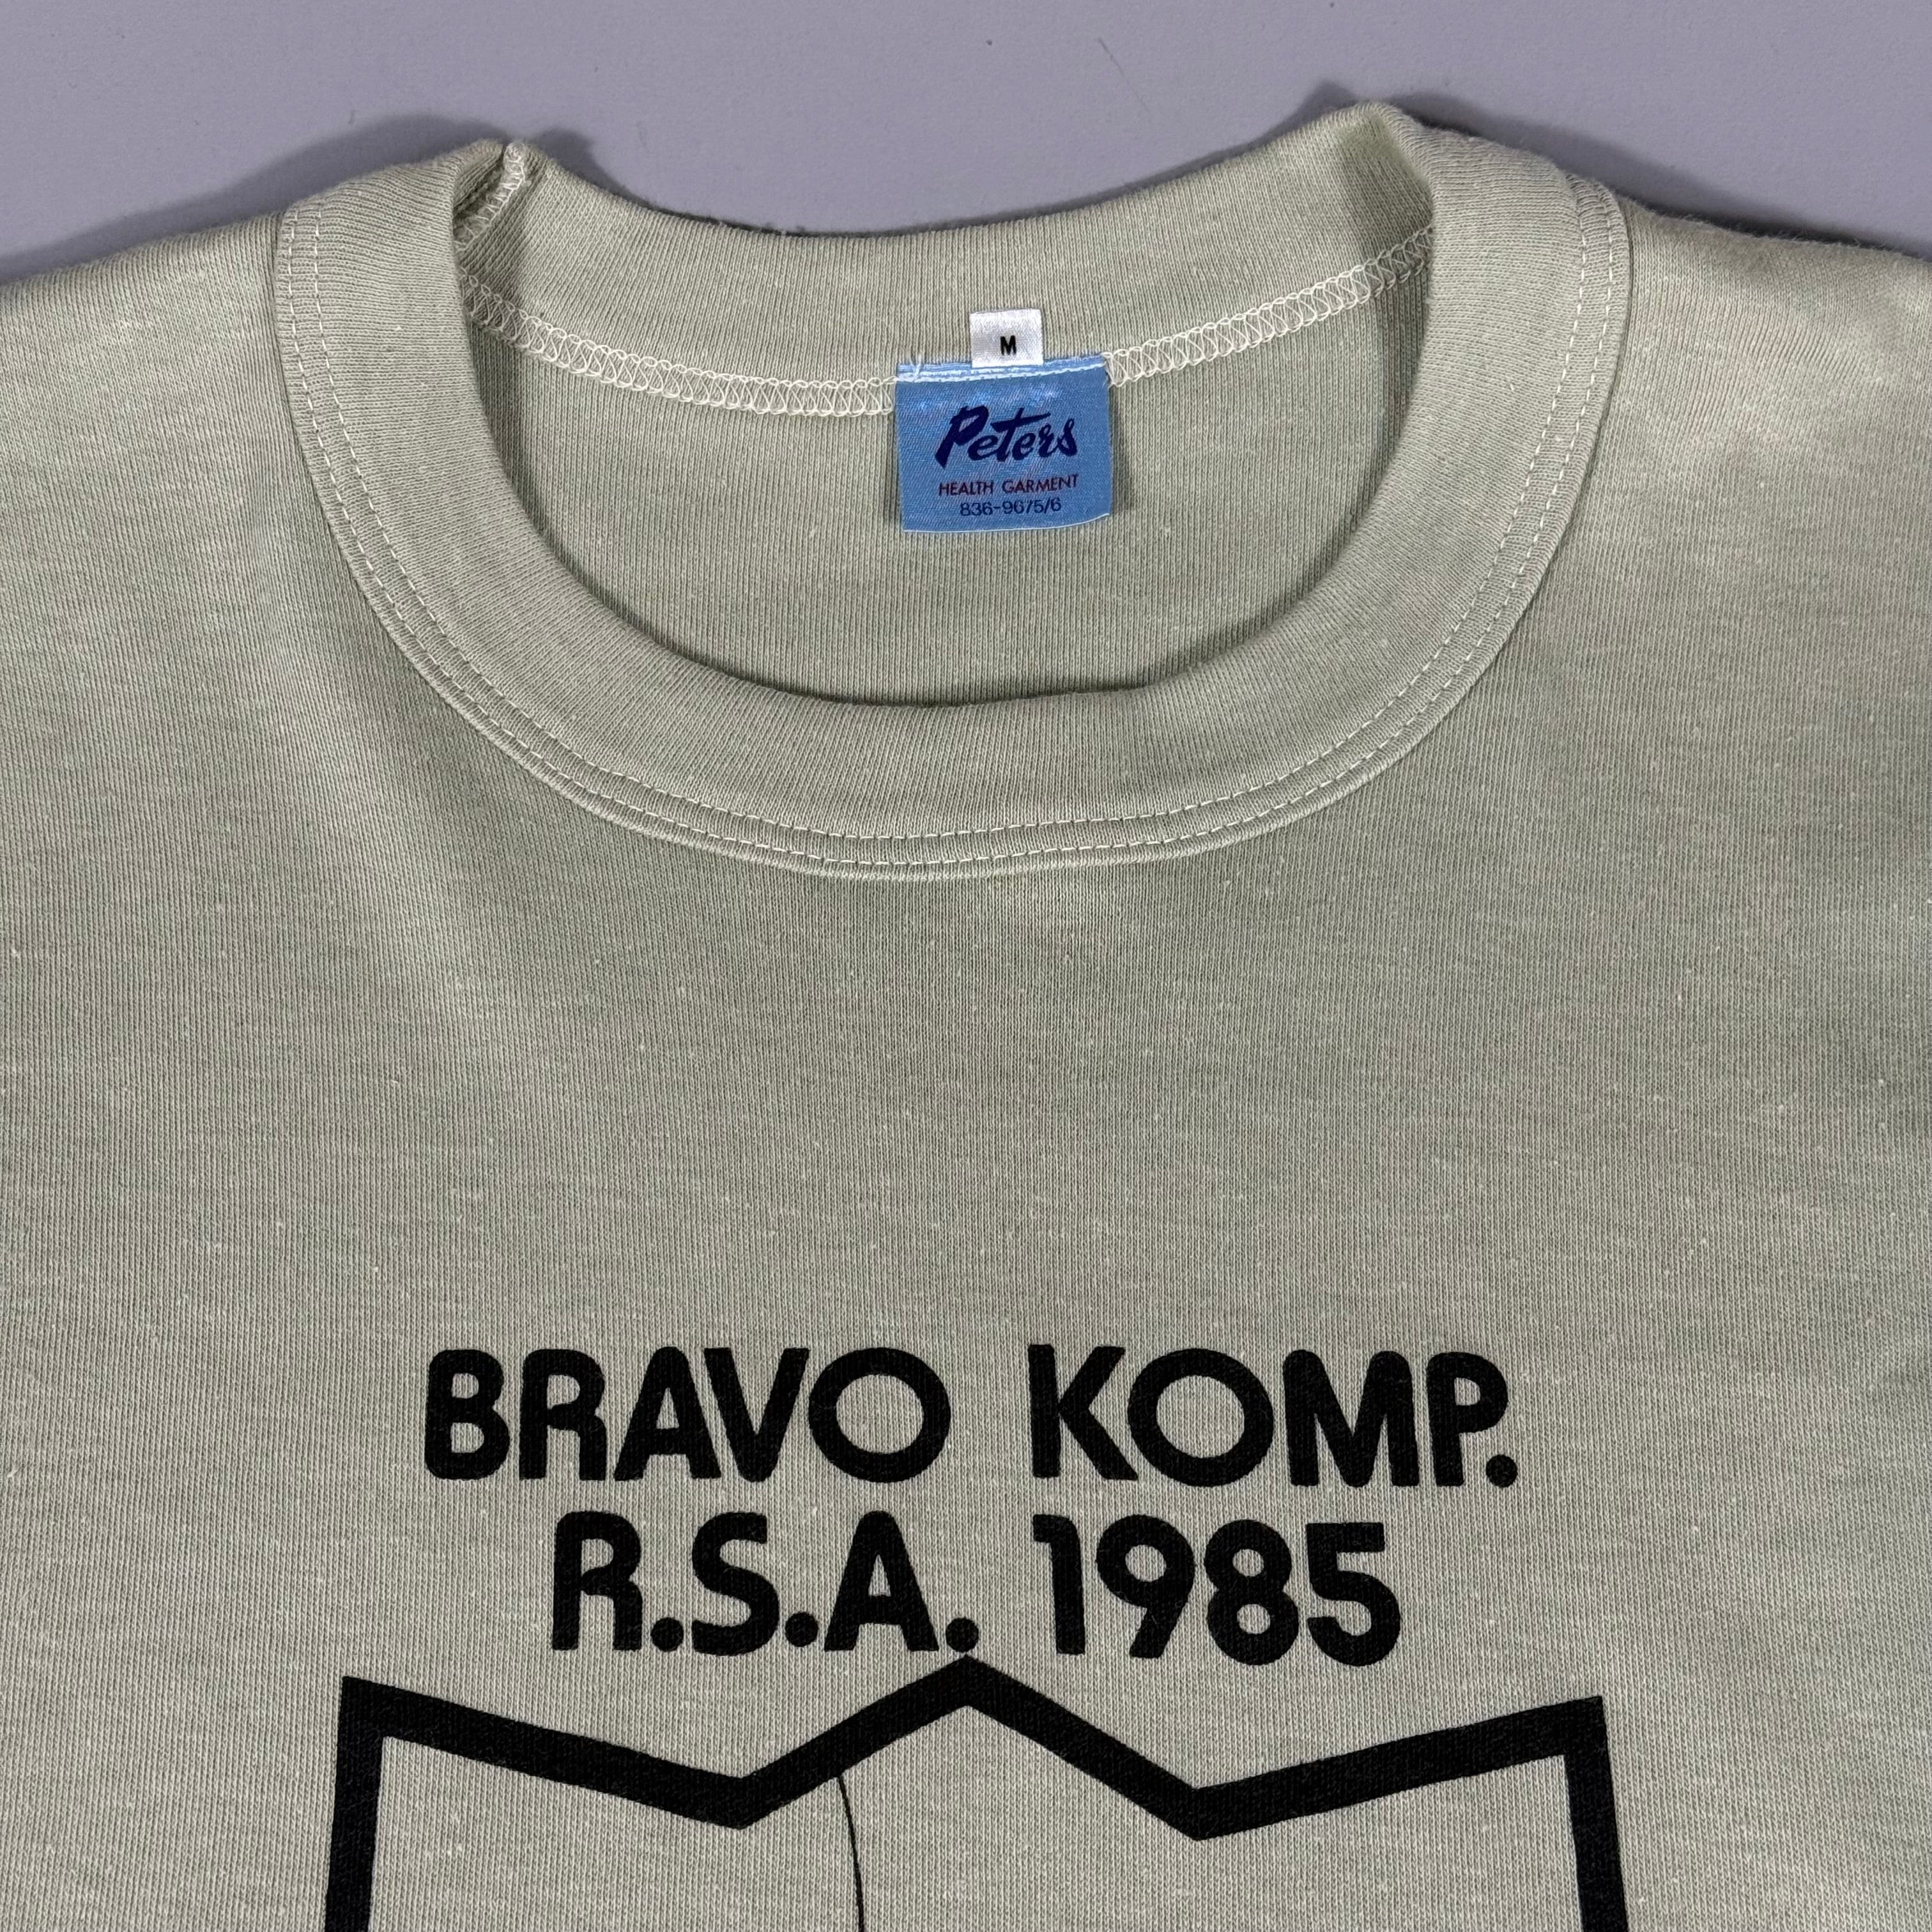 M
Peters
HEALTH GARMENT
836-9675/6
BRAVO KOMP.
R.S.A. 1985